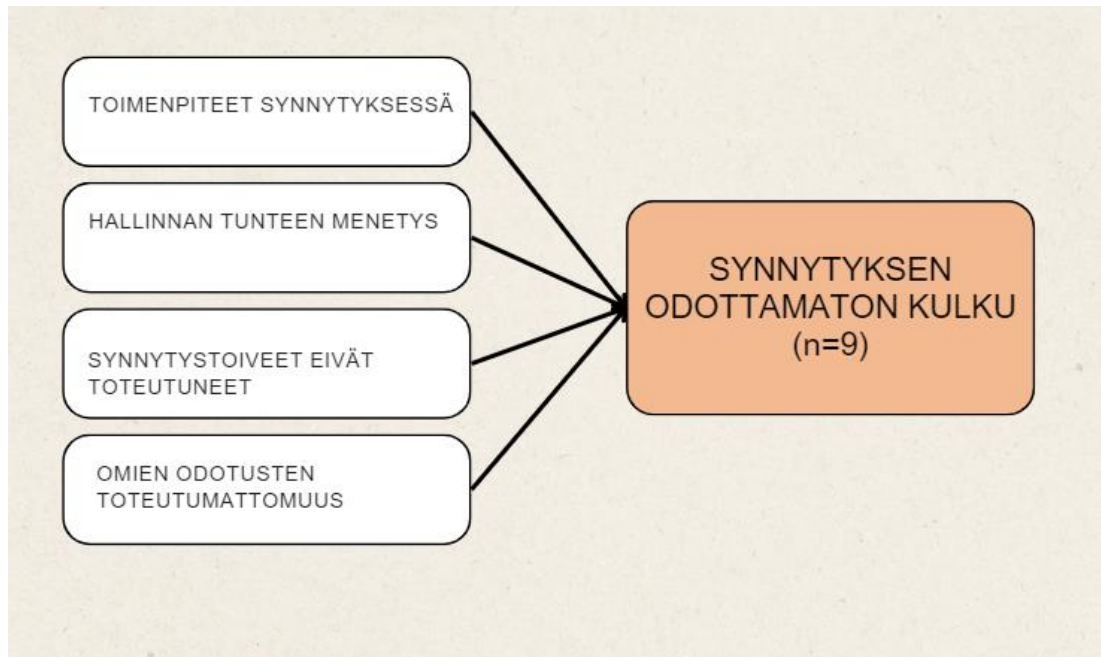 TOIMENPITEET SYNNYTYKSESSÄ
HALLINNAN TUNTEEN MENETYS
SYNNYTYSTOIVEET EIVÄT
TOTEUTUNEET
OMIEN ODOTUSTEN
TOTEUTUMATTOMUUS
SYNNYTYKSEN
ODOTTAMATON KULKU
(n=9)